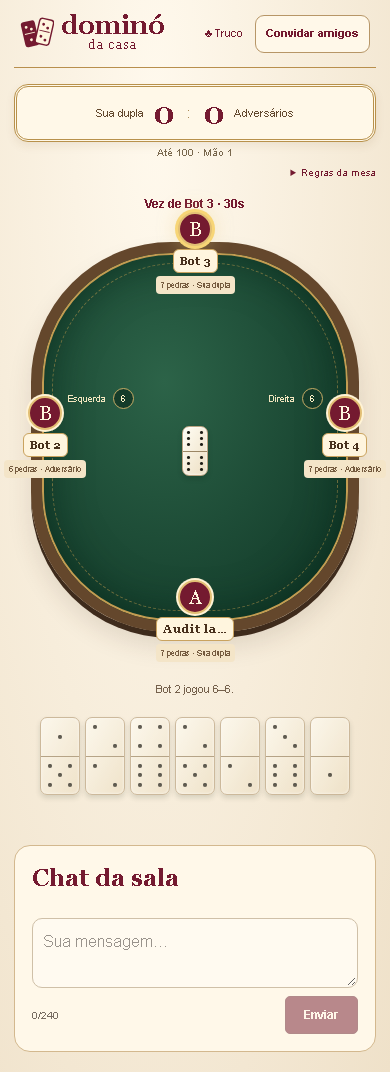 dominó
da casa
♣ Truco
Convidar amigos
Sua dupla 0 : 0 Adversários
Até 100 · Mão 1
▶ Regras da mesa
Vez de Bot 3 · 30s
B
Bot 3
7 pedras · Sua dupla
Esquerda 6
Direita 6
B
Bot 2
6 pedras · Adversário
B
Bot 4
7 pedras · Adversário
A
Audit la...
7 pedras · Sua dupla
Bot 2 jogou 6–6.
Chat da sala
Sua mensagem...
0/240
Enviar